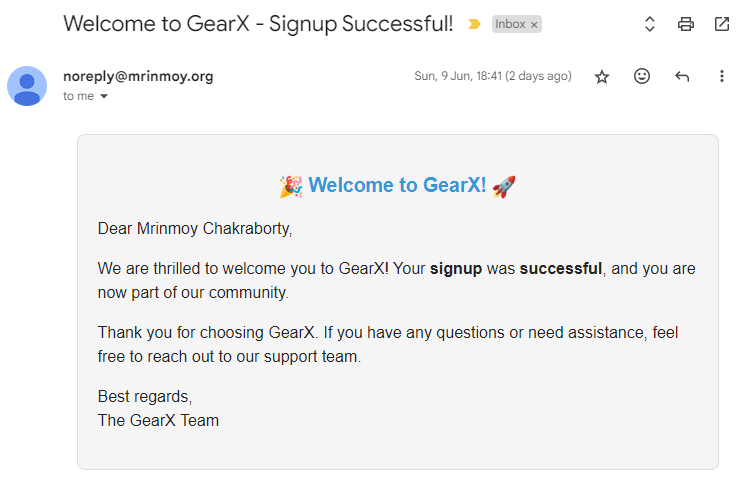 Welcome to GearX - Signup Successful! Inbox ×
noreply@mrinmoy.org Sun, 9 Jun, 18:41 (2 days ago)
to me
🎉 Welcome to GearX! 🚀
Dear Mrinmoy Chakraborty,
We are thrilled to welcome you to GearX! Your signup was successful, and you are
now part of our community.
Thank you for choosing GearX. If you have any questions or need assistance, feel
free to reach out to our support team.
Best regards,
The GearX Team